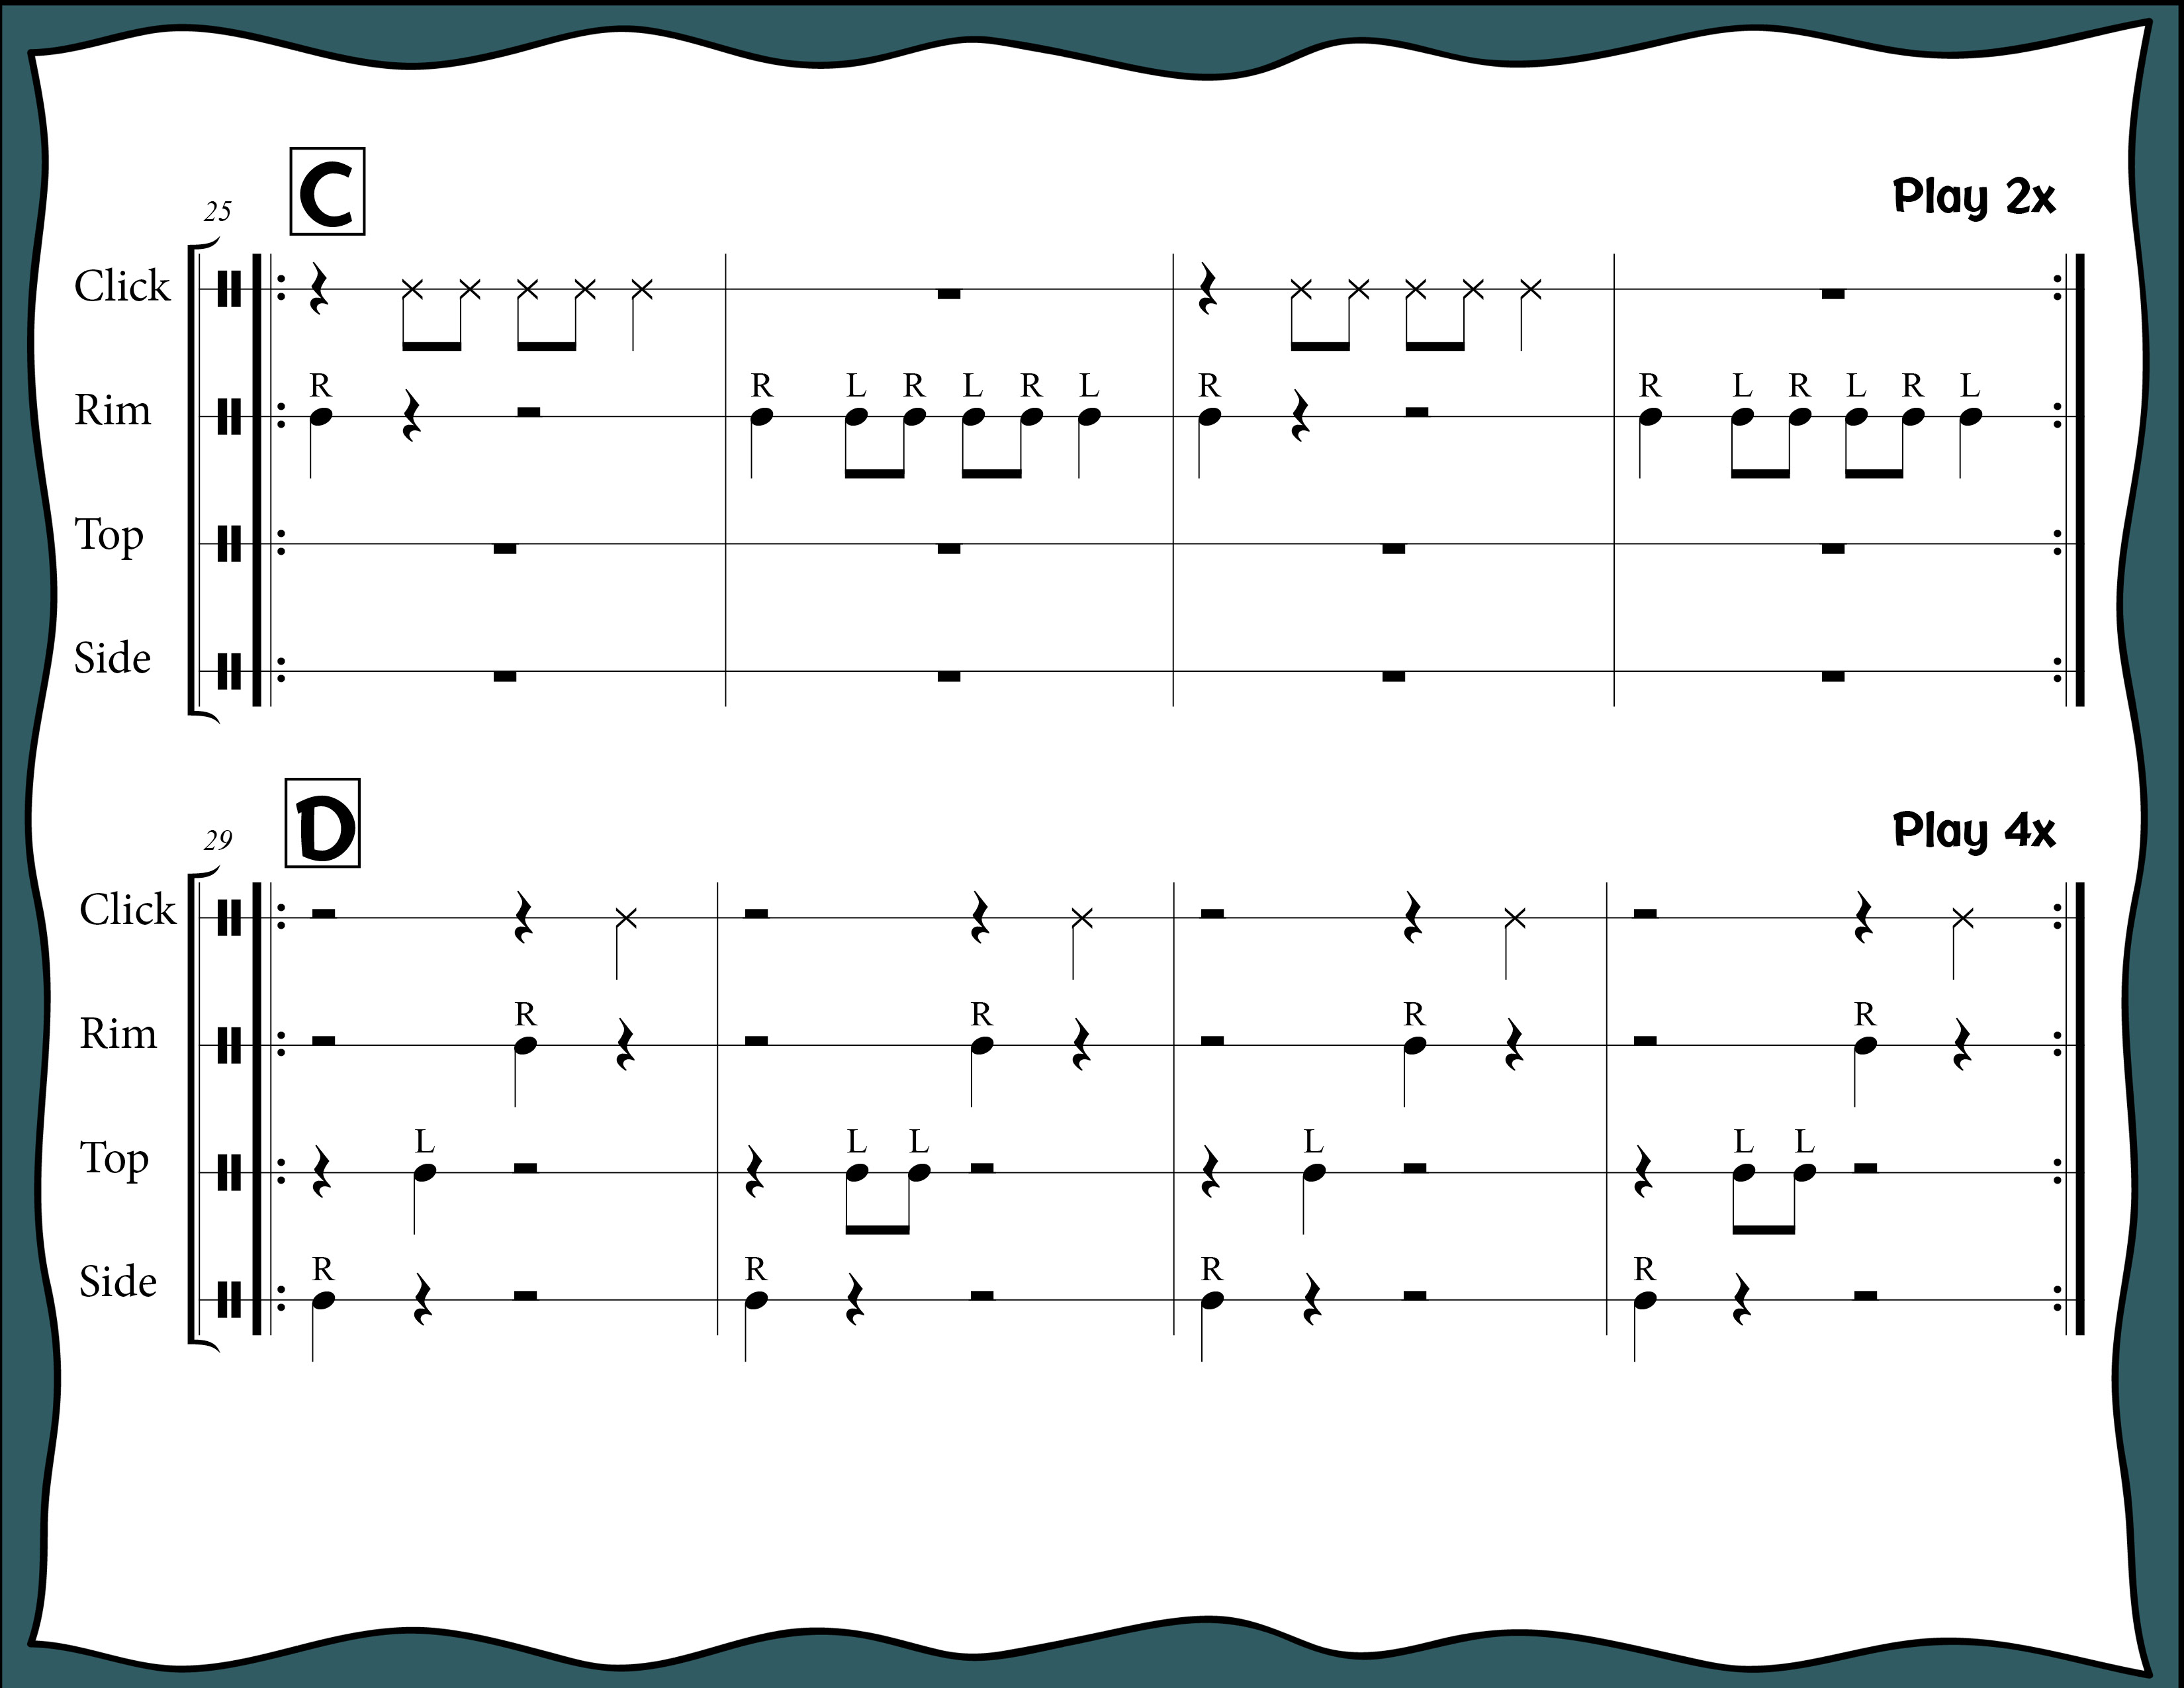 C
25
Play 2x
Click
R R L R L R L R R L R L R L
Rim
Top
Side
D
29
Play 4x
Click
R R R R
Rim
L L L L L L
Top
R R R R
Side